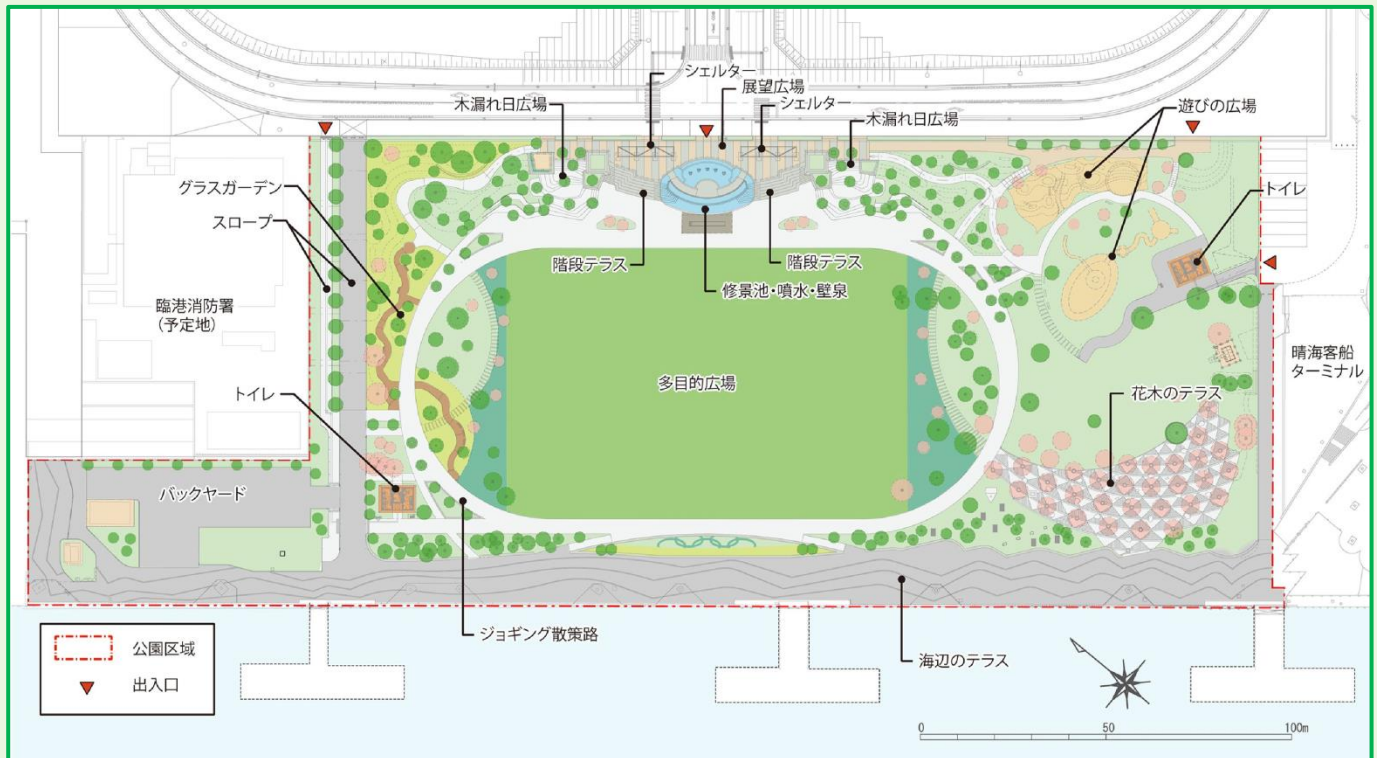 シェルター
展望広場
シェルター
木漏れ日広場
木漏れ日広場
遊びの広場
グラスガーデン
トイレ
スロープ
階段テラス
階段テラス
修景池・噴水・壁泉
臨港消防署
(予定地)
晴海客船
ターミナル
多目的広場
トイレ
花木のテラス
バックヤード
ジョギング散策路
海辺のテラス
公園区域
出入口
0 50 100m